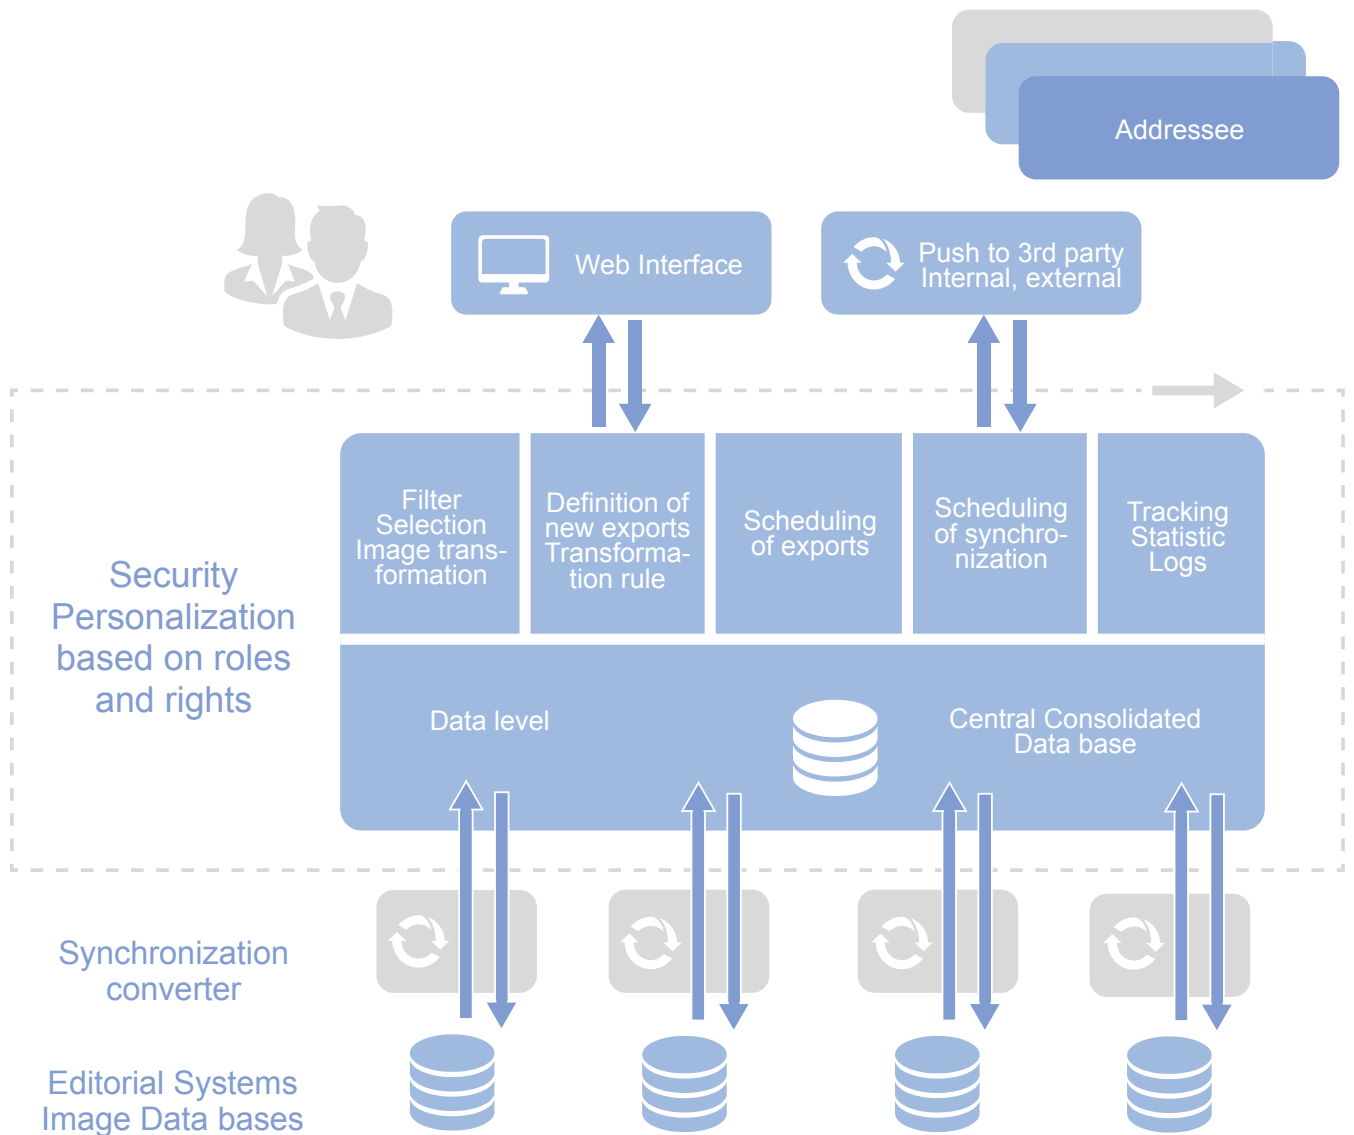 Addressee
Web Interface
Push to 3rd party
Internal, external
Security
Personalization
based on roles
and rights
Filter
Selection
Image trans-
formation
Definition of
new exports
Transforma-
tion rule
Scheduling
of exports
Scheduling
of synchro-
nization
Tracking
Statistic
Logs
Data level
Central Consolidated
Data base
Synchronization
converter
Editorial Systems
Image Data bases